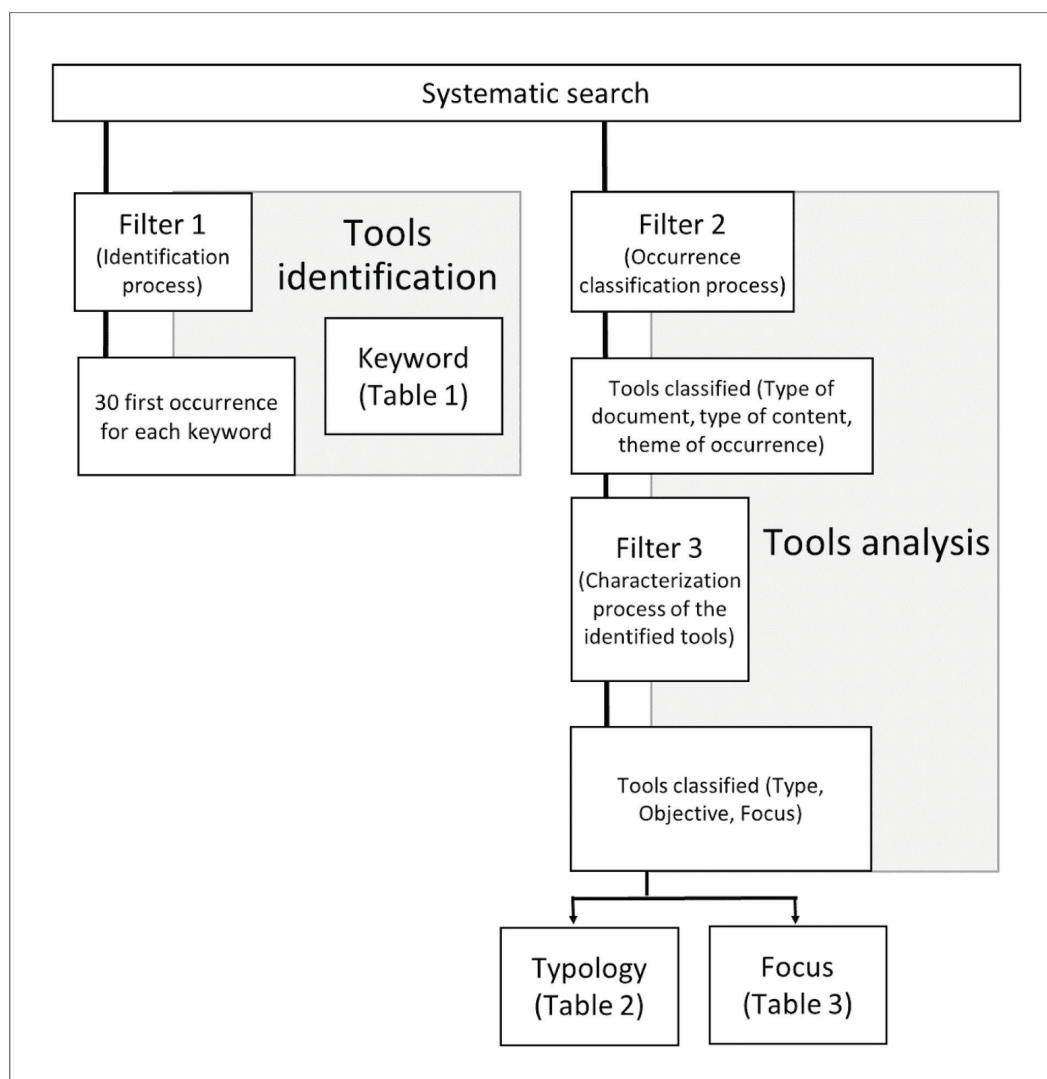 Systematic search
Filter 1
(Identification
process)
Tools
identification
Keyword
(Table 1)
30 first occurrence
for each keyword
Filter 2
(Occurrence
classification process)
Tools classified (Type of
document, type of content,
theme of occurrence)
Filter 3
(Characterization
process of the
identified tools)
Tools analysis
Tools classified (Type,
Objective, Focus)
Typology
(Table 2)
Focus
(Table 3)